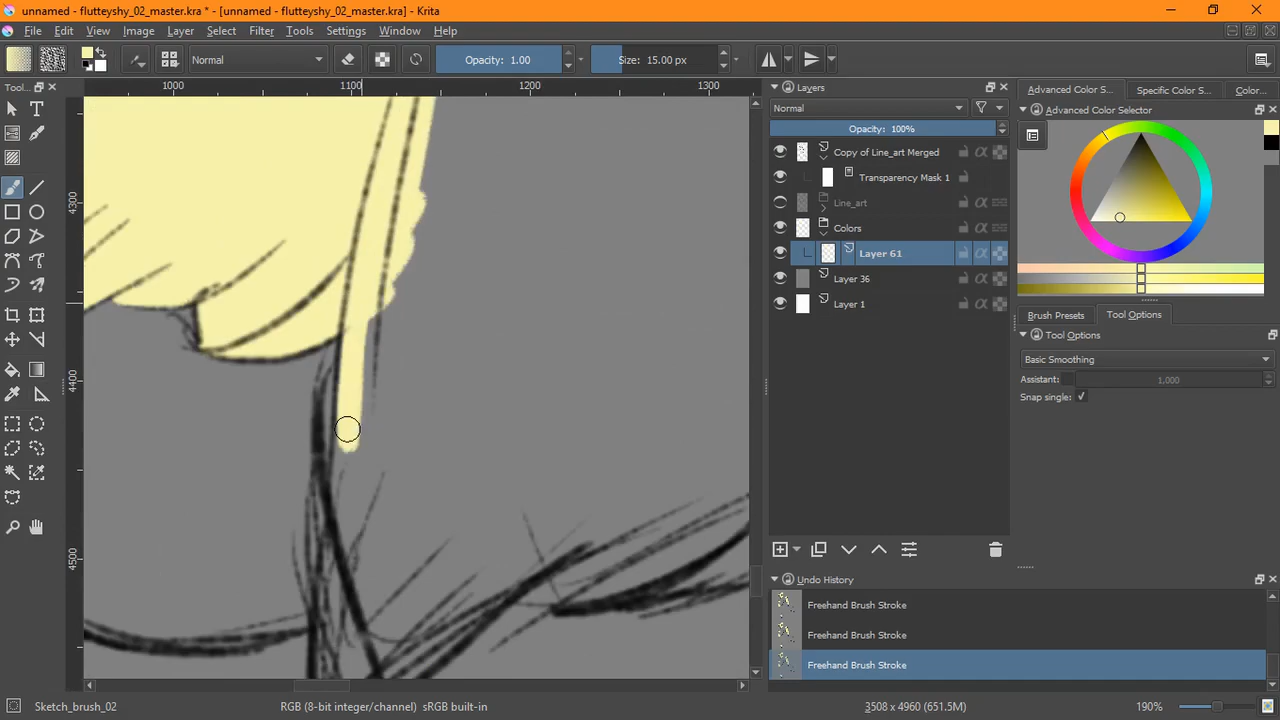 unnamed - flutteyshy_02_master.kra * - [unnamed - flutteyshy_02_master.kra] - Krita
File Edit View Image Layer Select Filter Tools Settings Window Help
Normal Opacity: 1.00 Size: 15.00 px
Tool...
1000 1100 1200 1300
4300
4400
4500
Layers
Normal
Opacity: 100%
Copy of Line_art Merged
Transparency Mask 1
Line_art
Colors
Layer 61
Layer 36
Layer 1
Undo History
Freehand Brush Stroke
Freehand Brush Stroke
Freehand Brush Stroke
Advanced Color S... Specific Color S... Color...
Advanced Color Selector
Brush Presets Tool Options
Tool Options
Basic Smoothing
Assistant: 1,000
Snap single:
Sketch_brush_02 RGB (8-bit integer/channel) sRGB built-in 3508 x 4960 (651.5M) 190%